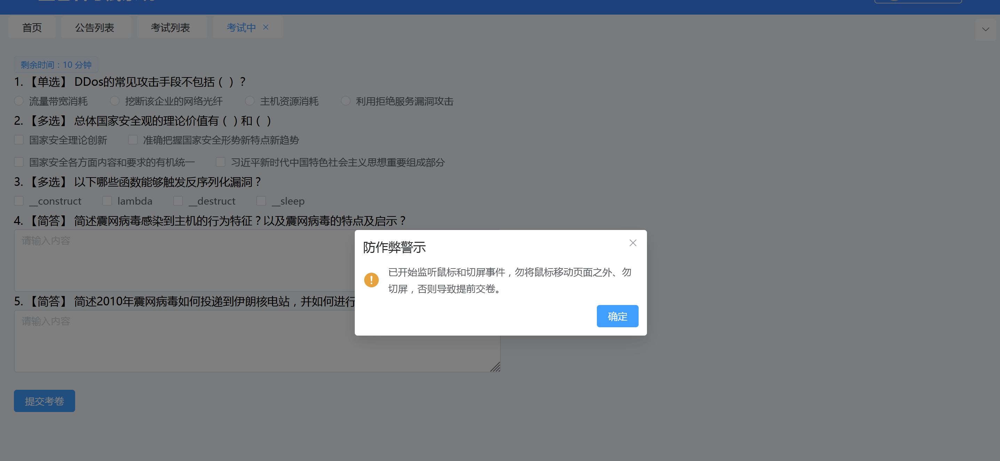 首页 公告列表 考试列表 考试中
剩余时间：10 分钟
1. 【单选】 DDos的常见攻击手段不包括（ ）？
流量带宽消耗 挖断该企业的网络光纤 主机资源消耗 利用拒绝服务漏洞攻击
2. 【多选】 总体国家安全观的理论价值有（ ）和（ ）
国家安全理论创新 准确把握国家安全形势新特点新趋势
国家安全各方面内容和要求的有机统一 习近平新时代中国特色社会主义思想重要组成部分
3. 【多选】 以下哪些函数能够触发反序列化漏洞？
__construct lambda __destruct __sleep
4. 【简答】 简述震网病毒感染到主机的行为特征？以及震网病毒的特点及启示？
请输入内容
防作弊警示
已开始监听鼠标和切屏事件，勿将鼠标移动页面之外、勿
切屏，否则导致提前交卷。
确定
5. 【简答】 简述2010年震网病毒如何投递到伊朗核电站，并如何进行
请输入内容
提交考卷